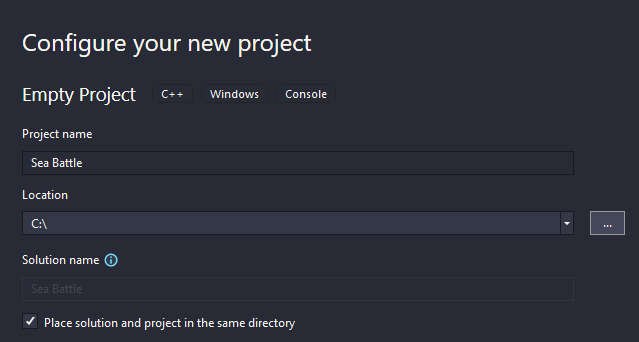 Configure your new project
Empty Project C++ Windows Console
Project name
Sea Battle
Location
C:\
...
Solution name
Sea Battle
Place solution and project in the same directory